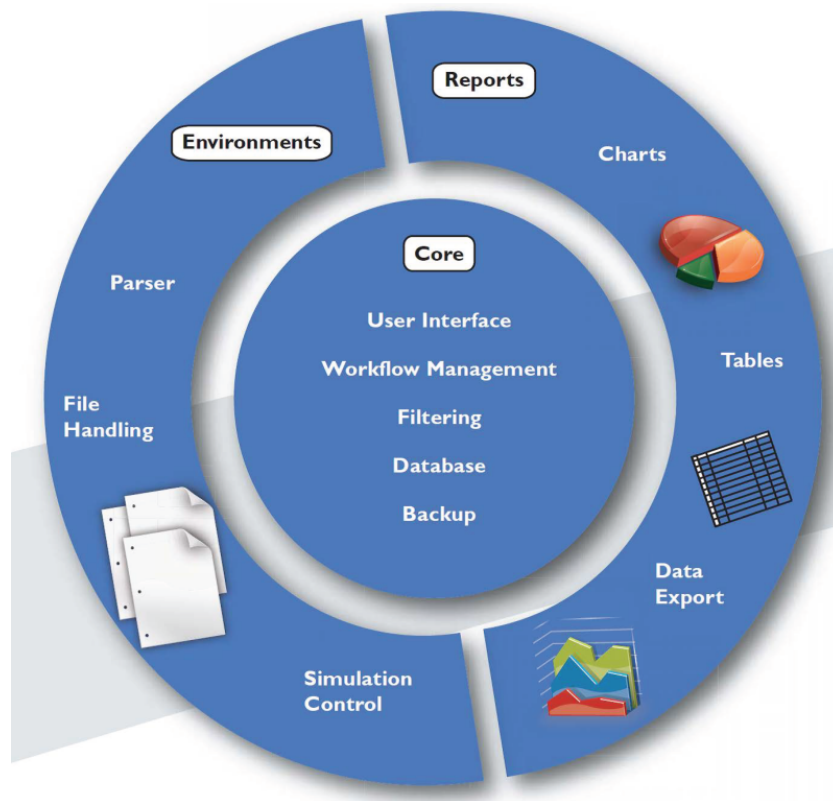 Environments
Parser
File
Handling
Simulation
Control
Core
User Interface
Workflow Management
Filtering
Database
Backup
Reports
Charts
Tables
Data
Export